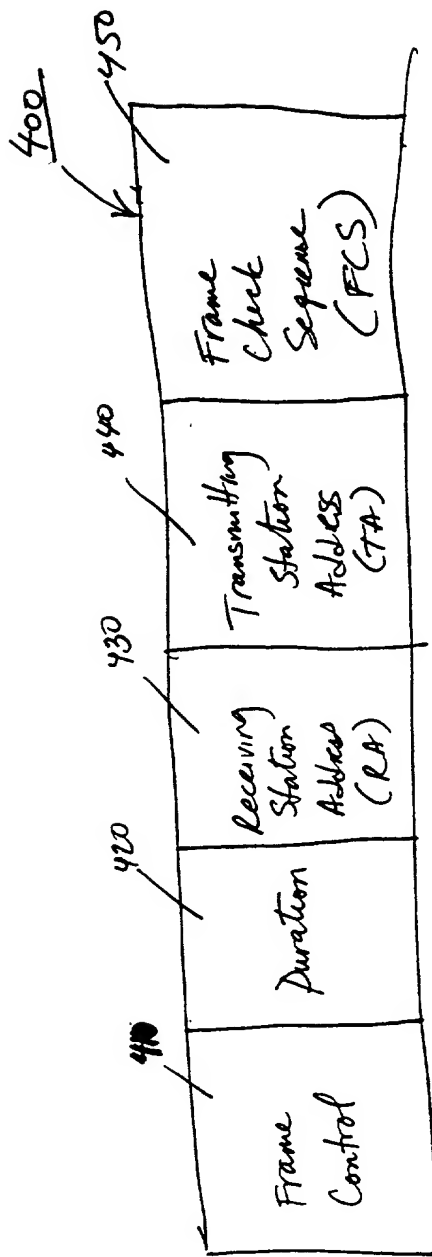 400
410
420
430
440
450
Frame
Control
Duration
Receiving
Station
Address
(RA)
Transmitting
Station
Address
(TA)
Frame
Check
Sequence
(FCS)